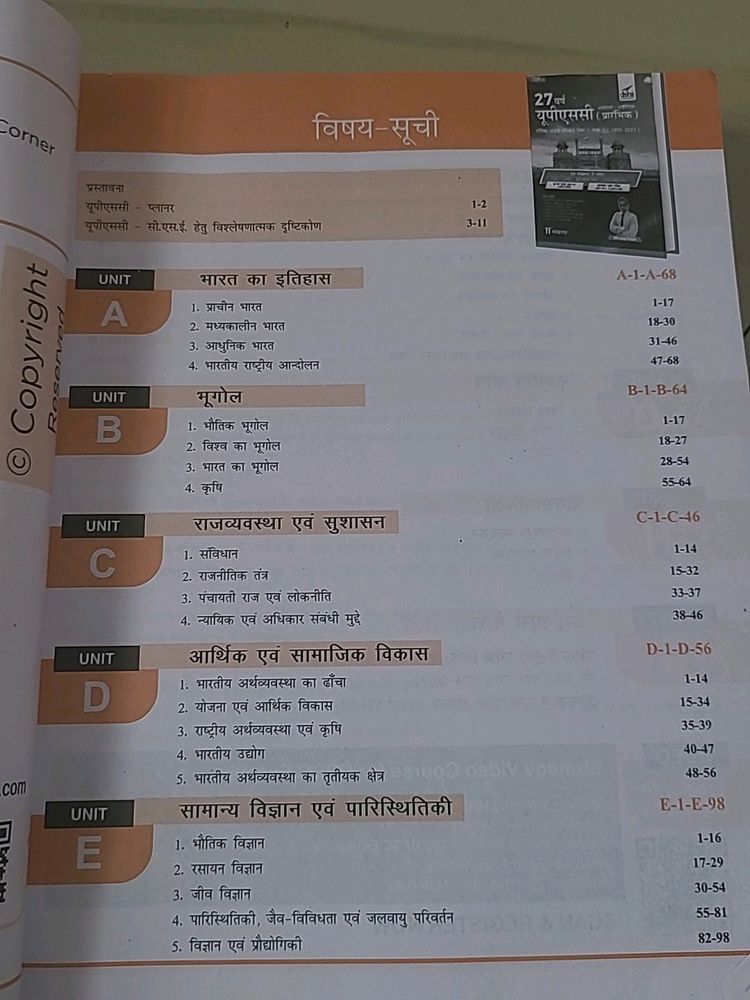 Corner
© Copyright
Reserved
.com
विषय-सूची
27 वर्ष
यूपीएससी (प्रारंभिक)
प्रस्तावना
यूपीएससी - प्लानर 1-2
यूपीएससी - सी.एस.ई. हेतु विश्लेषणात्मक दृष्टिकोण 3-11
UNIT A भारत का इतिहास A-1-A-68
1. प्राचीन भारत 1-17
2. मध्यकालीन भारत 18-30
3. आधुनिक भारत 31-46
4. भारतीय राष्ट्रीय आन्दोलन 47-68
UNIT B भूगोल B-1-B-64
1. भौतिक भूगोल 1-17
2. विश्व का भूगोल 18-27
3. भारत का भूगोल 28-54
4. कृषि 55-64
UNIT C राजव्यवस्था एवं सुशासन C-1-C-46
1. संविधान 1-14
2. राजनीतिक तंत्र 15-32
3. पंचायती राज एवं लोकनीति 33-37
4. न्यायिक एवं अधिकार संबंधी मुद्दे 38-46
UNIT D आर्थिक एवं सामाजिक विकास D-1-D-56
1. भारतीय अर्थव्यवस्था का ढाँचा 1-14
2. योजना एवं आर्थिक विकास 15-34
3. राष्ट्रीय अर्थव्यवस्था एवं कृषि 35-39
4. भारतीय उद्योग 40-47
5. भारतीय अर्थव्यवस्था का तृतीयक क्षेत्र 48-56
UNIT E सामान्य विज्ञान एवं पारिस्थितिकी E-1-E-98
1. भौतिक विज्ञान 1-16
2. रसायन विज्ञान 17-29
3. जीव विज्ञान 30-54
4. पारिस्थितिकी, जैव-विविधता एवं जलवायु परिवर्तन 55-81
5. विज्ञान एवं प्रौद्योगिकी 82-98